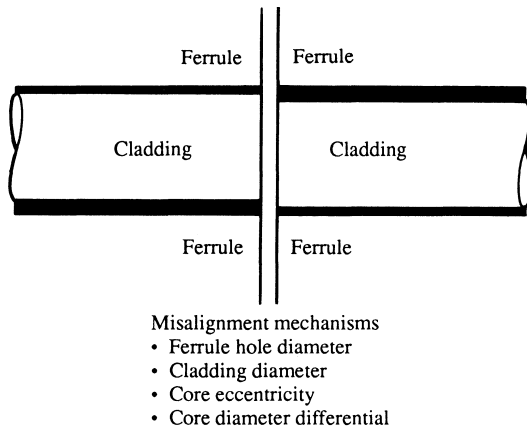 Ferrule Ferrule
Cladding Cladding
Ferrule Ferrule
Misalignment mechanisms
• Ferrule hole diameter
• Cladding diameter
• Core eccentricity
• Core diameter differential